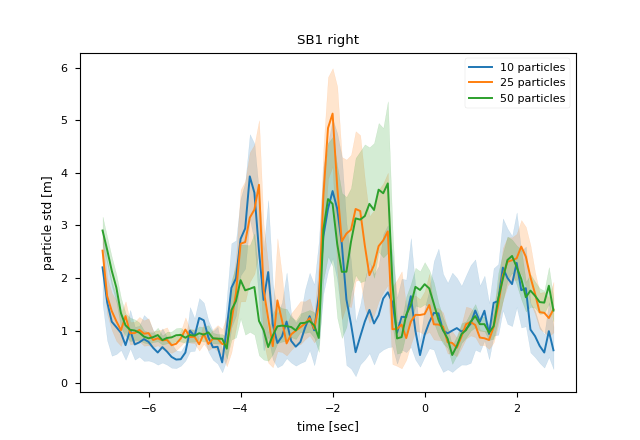 SB1 right
10 particles
25 particles
50 particles
particle std [m]
6
5
4
3
2
1
0
−6
−4
−2
0
2
time [sec]